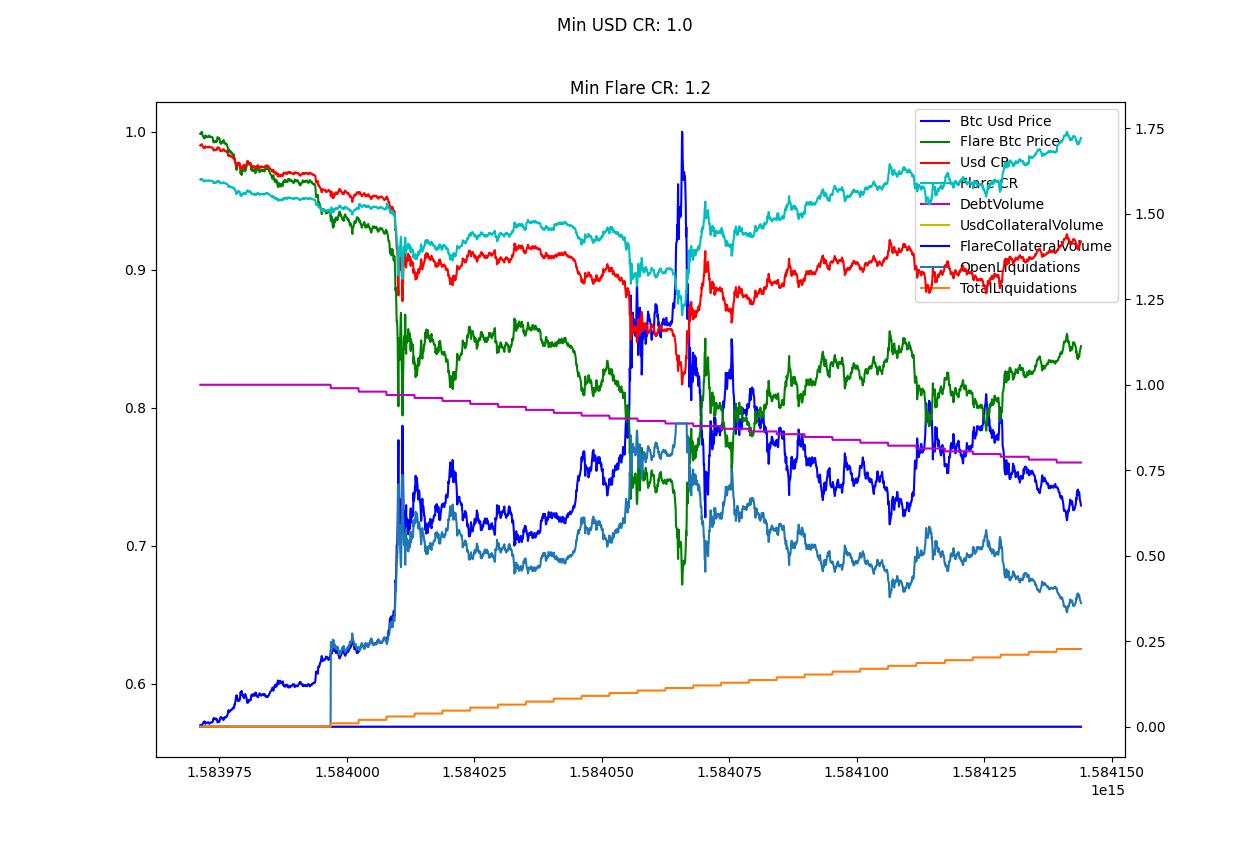 Min USD CR: 1.0
Min Flare CR: 1.2
1.0
0.9
0.8
0.7
0.6
1.75
1.50
1.25
1.00
0.75
0.50
0.25
0.00
Btc Usd Price
Flare Btc Price
Usd CR
Flare CR
DebtVolume
UsdCollateralVolume
FlareCollateralVolume
OpenLiquidations
TotalLiquidations
1.583975
1.584000
1.584025
1.584050
1.584075
1.584100
1.584125
1.584150
1e15